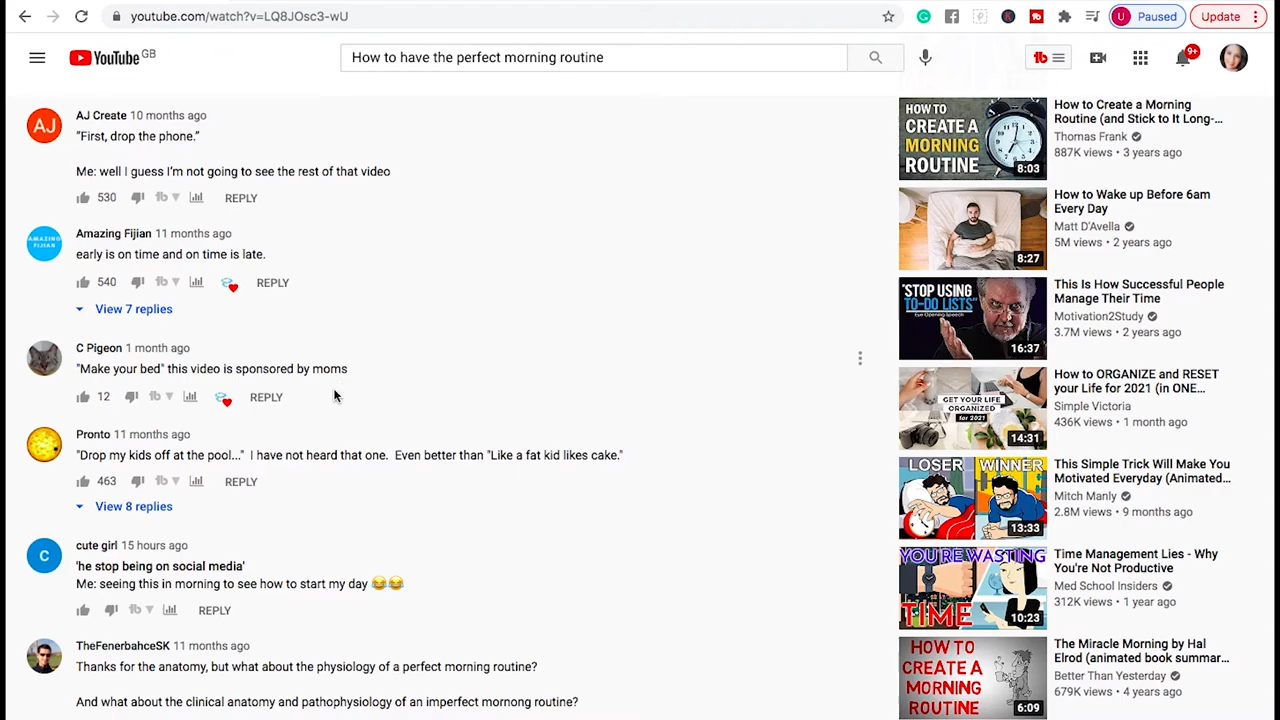 youtube.com/watch?v=LQ8JOsc3-wU
U Paused
Update
YouTube GB
How to have the perfect morning routine
tb
9+
AJ
AJ Create 10 months ago
“First, drop the phone.”
Me: well I guess I’m not going to see the rest of that video
530 tb REPLY
AMAZING FIJIAN
Amazing Fijian 11 months ago
early is on time and on time is late.
540 tb REPLY
View 7 replies
C Pigeon 1 month ago
"Make your bed" this video is sponsored by moms
12 tb REPLY
Pronto 11 months ago
"Drop my kids off at the pool..." I have not heard that one. Even better than "Like a fat kid likes cake."
463 tb REPLY
View 8 replies
C
cute girl 15 hours ago
'he stop being on social media'
Me: seeing this in morning to see how to start my day 😂😂
tb REPLY
TheFenerbahceSK 11 months ago
Thanks for the anatomy, but what about the physiology of a perfect morning routine?
And what about the clinical anatomy and pathophysiology of an imperfect mornong routine?
HOW TO
CREATE A
MORNING
ROUTINE
8:03
How to Create a Morning
Routine (and Stick to It Long-...
Thomas Frank
887K views • 3 years ago
8:27
How to Wake up Before 6am
Every Day
Matt D'Avella
5M views • 2 years ago
"STOP USING
TO-DO LISTS"
Eye Opening Speech
16:37
This Is How Successful People
Manage Their Time
Motivation2Study
3.7M views • 2 years ago
GET YOUR LIFE
ORGANIZED
for 2021
14:31
How to ORGANIZE and RESET
your Life for 2021 (in ONE...
Simple Victoria
436K views • 1 month ago
LOSER WINNER
13:33
This Simple Trick Will Make You
Motivated Everyday (Animated...
Mitch Manly
2.8M views • 9 months ago
YOU'RE WASTING
TIME
10:23
Time Management Lies - Why
You're Not Productive
Med School Insiders
312K views • 1 year ago
HOW TO
CREATE A
MORNING
ROUTINE
6:09
The Miracle Morning by Hal
Elrod (animated book summar...
Better Than Yesterday
679K views • 4 years ago